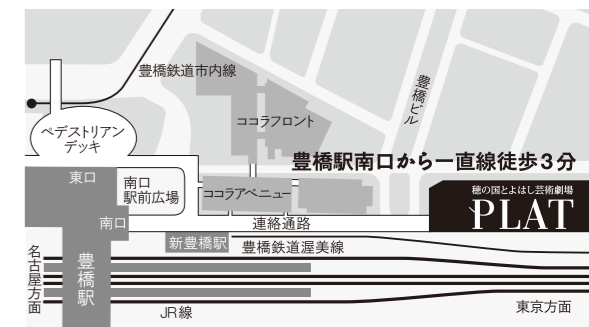 豊橋鉄道市内線
豊橋ビル
ココラフロント
ペデストリアン
デッキ
豊橋駅南口から一直線徒歩3分
東口
南口
駅前広場
ココラアベニュー
穂の国とよはし芸術劇場
PLAT
南口
連絡通路
新豊橋駅
豊橋鉄道渥美線
名古屋方面
豊橋駅
JR線
東京方面